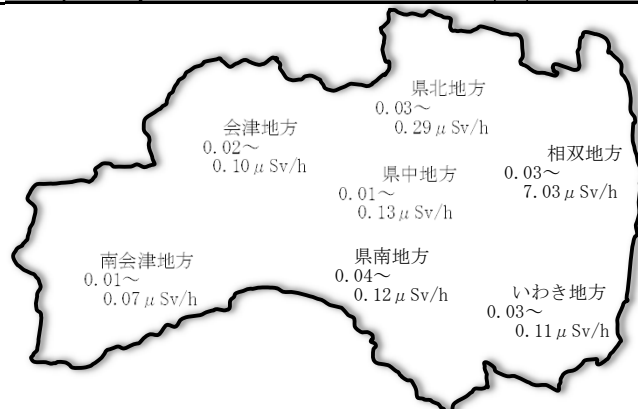 県北地方
0.03～
0.29μSv/h
会津地方
0.02～
0.10μSv/h
相双地方
0.03～
7.03μSv/h
県中地方
0.01～
0.13μSv/h
南会津地方
0.01～
0.07μSv/h
県南地方
0.04～
0.12μSv/h
いわき地方
0.03～
0.11μSv/h